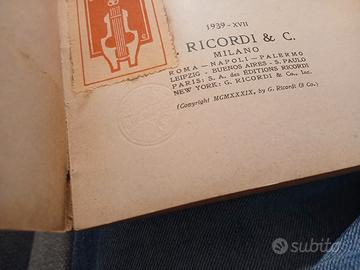 1939-XVII
RICORDI & C.
MILANO
ROMA — NAPOLI — PALERMO
LEIPZIG - BUENOS AIRES - S. PAULO
PARIS: S. A. des ÉDITIONS RICORDI
NEW YORK: G. RICORDI & Co., Inc.
(Copyright MCMXXXIX, by G. Ricordi & Co.)
subito